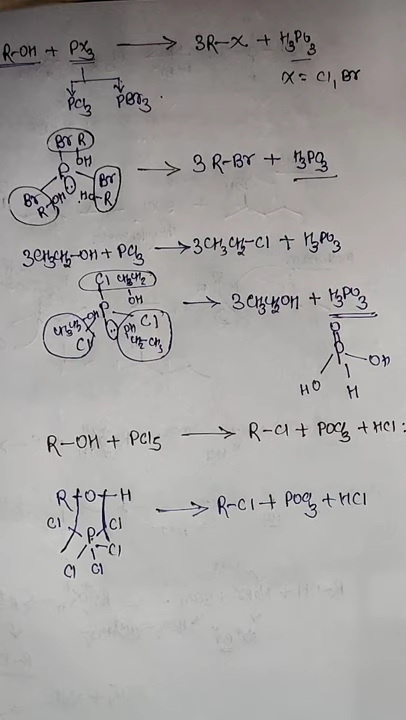 R-OH + PX₃ → 3R-X + H₃PO₃
X = Cl, Br
PCl₃ PBr₃.
Br R
OH
P
Br R OH
Br OH R
→ 3 R-Br + H₃PO₃
3CH₃CH₂-OH + PCl₃ → 3CH₃CH₂-Cl + H₃PO₃
Cl CH₃CH₂
OH
P
CH₃CH₂ OH Cl
Cl OH CH₂-CH₃
→ 3CH₃CH₂OH + H₃PO₃
O
P
HO H OH
R-OH + PCl₅ → R-Cl + POCl₃ + HCl :
R-O-H → R-Cl + POCl₃ + HCl
Cl P Cl
Cl Cl Cl